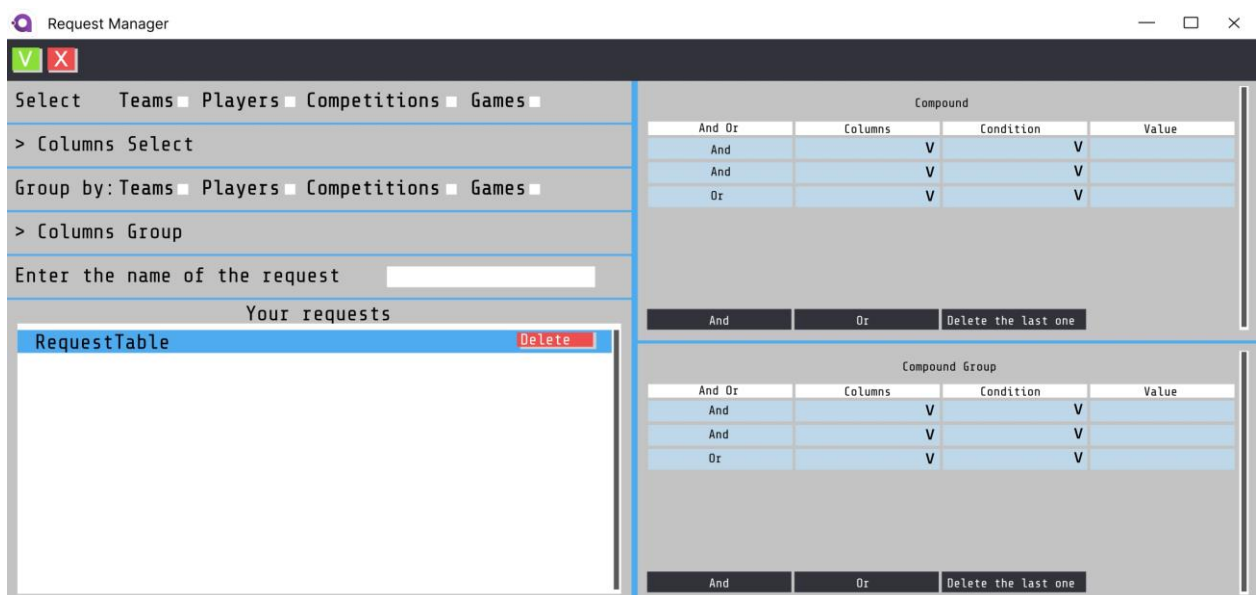 Request Manager
V X
Select Teams Players Competitions Games
> Columns Select
Group by: Teams Players Competitions Games
> Columns Group
Enter the name of the request
Your requests
RequestTable Delete
Compound
And Or Columns Condition Value
And V V
And V V
Or V V
And Or Delete the last one
Compound Group
And Or Columns Condition Value
And V V
And V V
Or V V
And Or Delete the last one